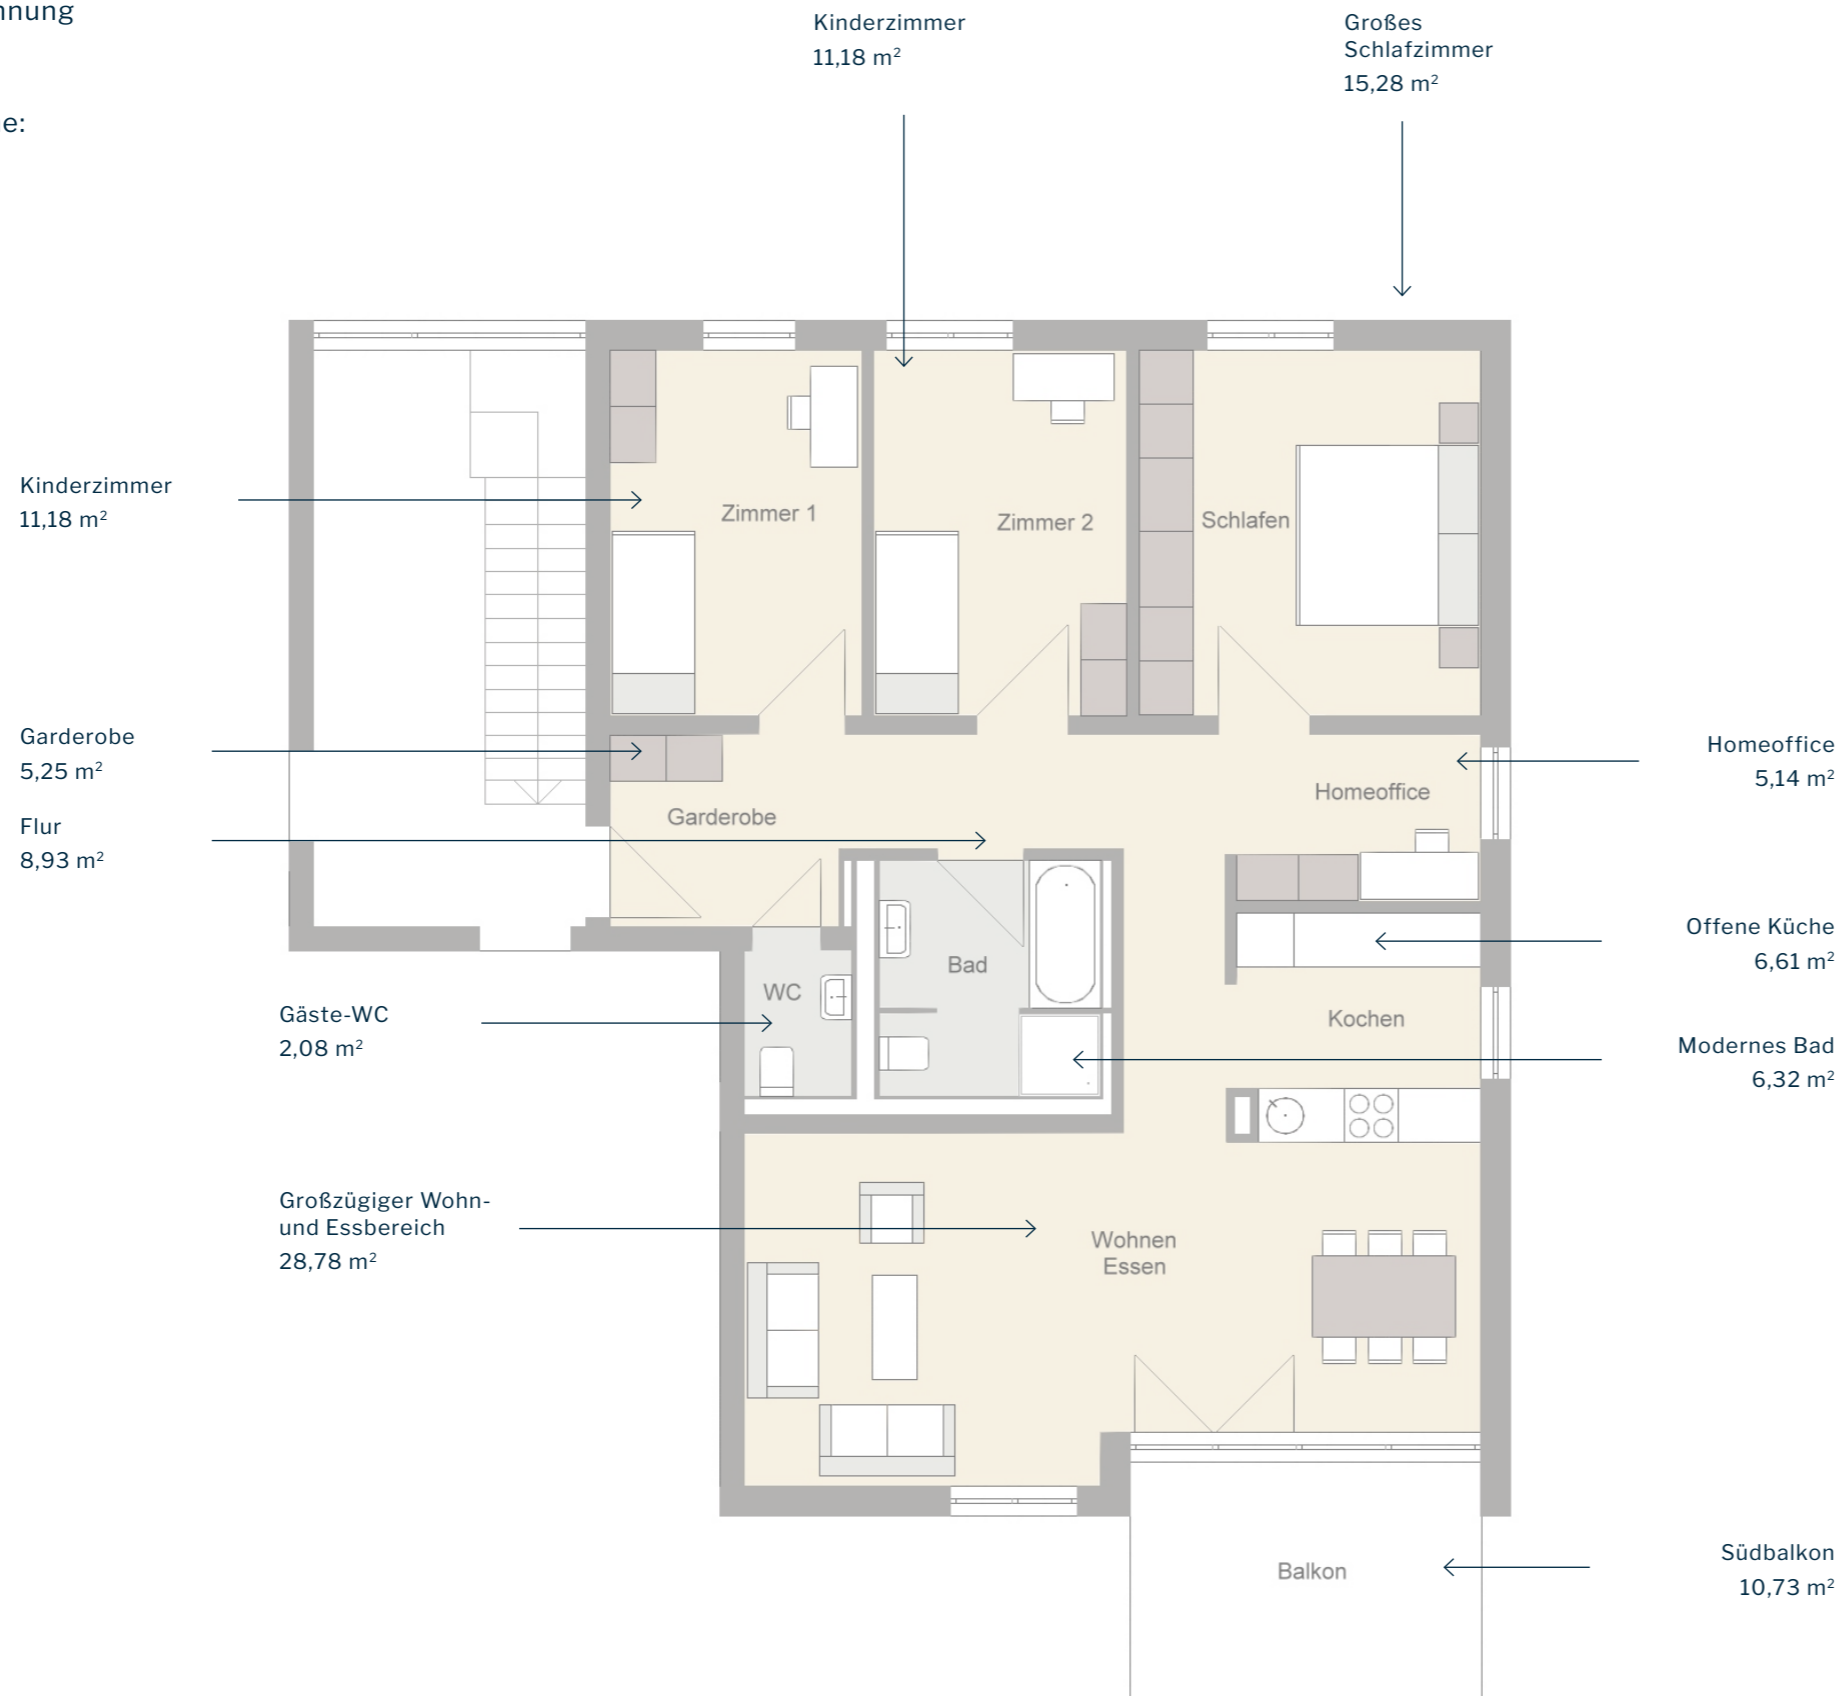 Kinderzimmer
11,18 m²
Großes
Schlafzimmer
15,28 m²
e:
Kinderzimmer
11,18 m²
Zimmer 1
Zimmer 2
Schlafen
Garderobe
5,25 m²
Homeoffice
5,14 m²
Homeoffice
Garderobe
Flur
8,93 m²
Offene Küche
6,61 m²
Bad
WC
Kochen
Gäste-WC
2,08 m²
Modernes Bad
6,32 m²
Großzügiger Wohn-
und Essbereich
28,78 m²
Wohnen
Essen
Südbalkon
10,73 m²
Balkon